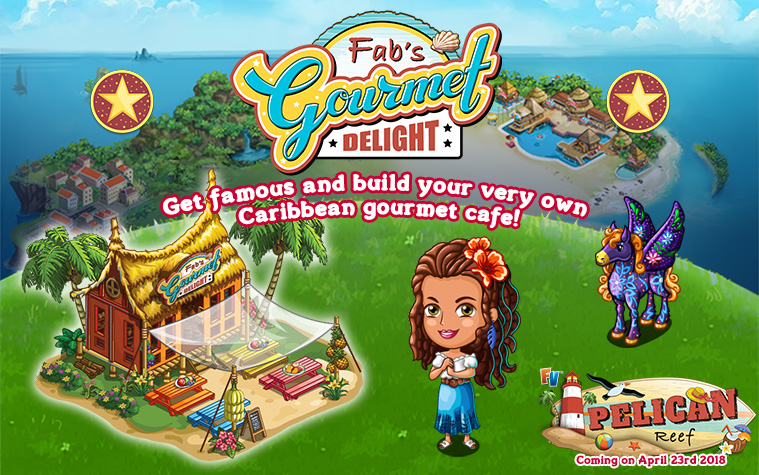 Fab's
Gourmet
DELIGHT
Get famous and build your very own
Caribbean gourmet cafe!
Fab's
Gourmet
DELIGHT
FV
PELICAN
Reef
Coming on April 23rd 2018